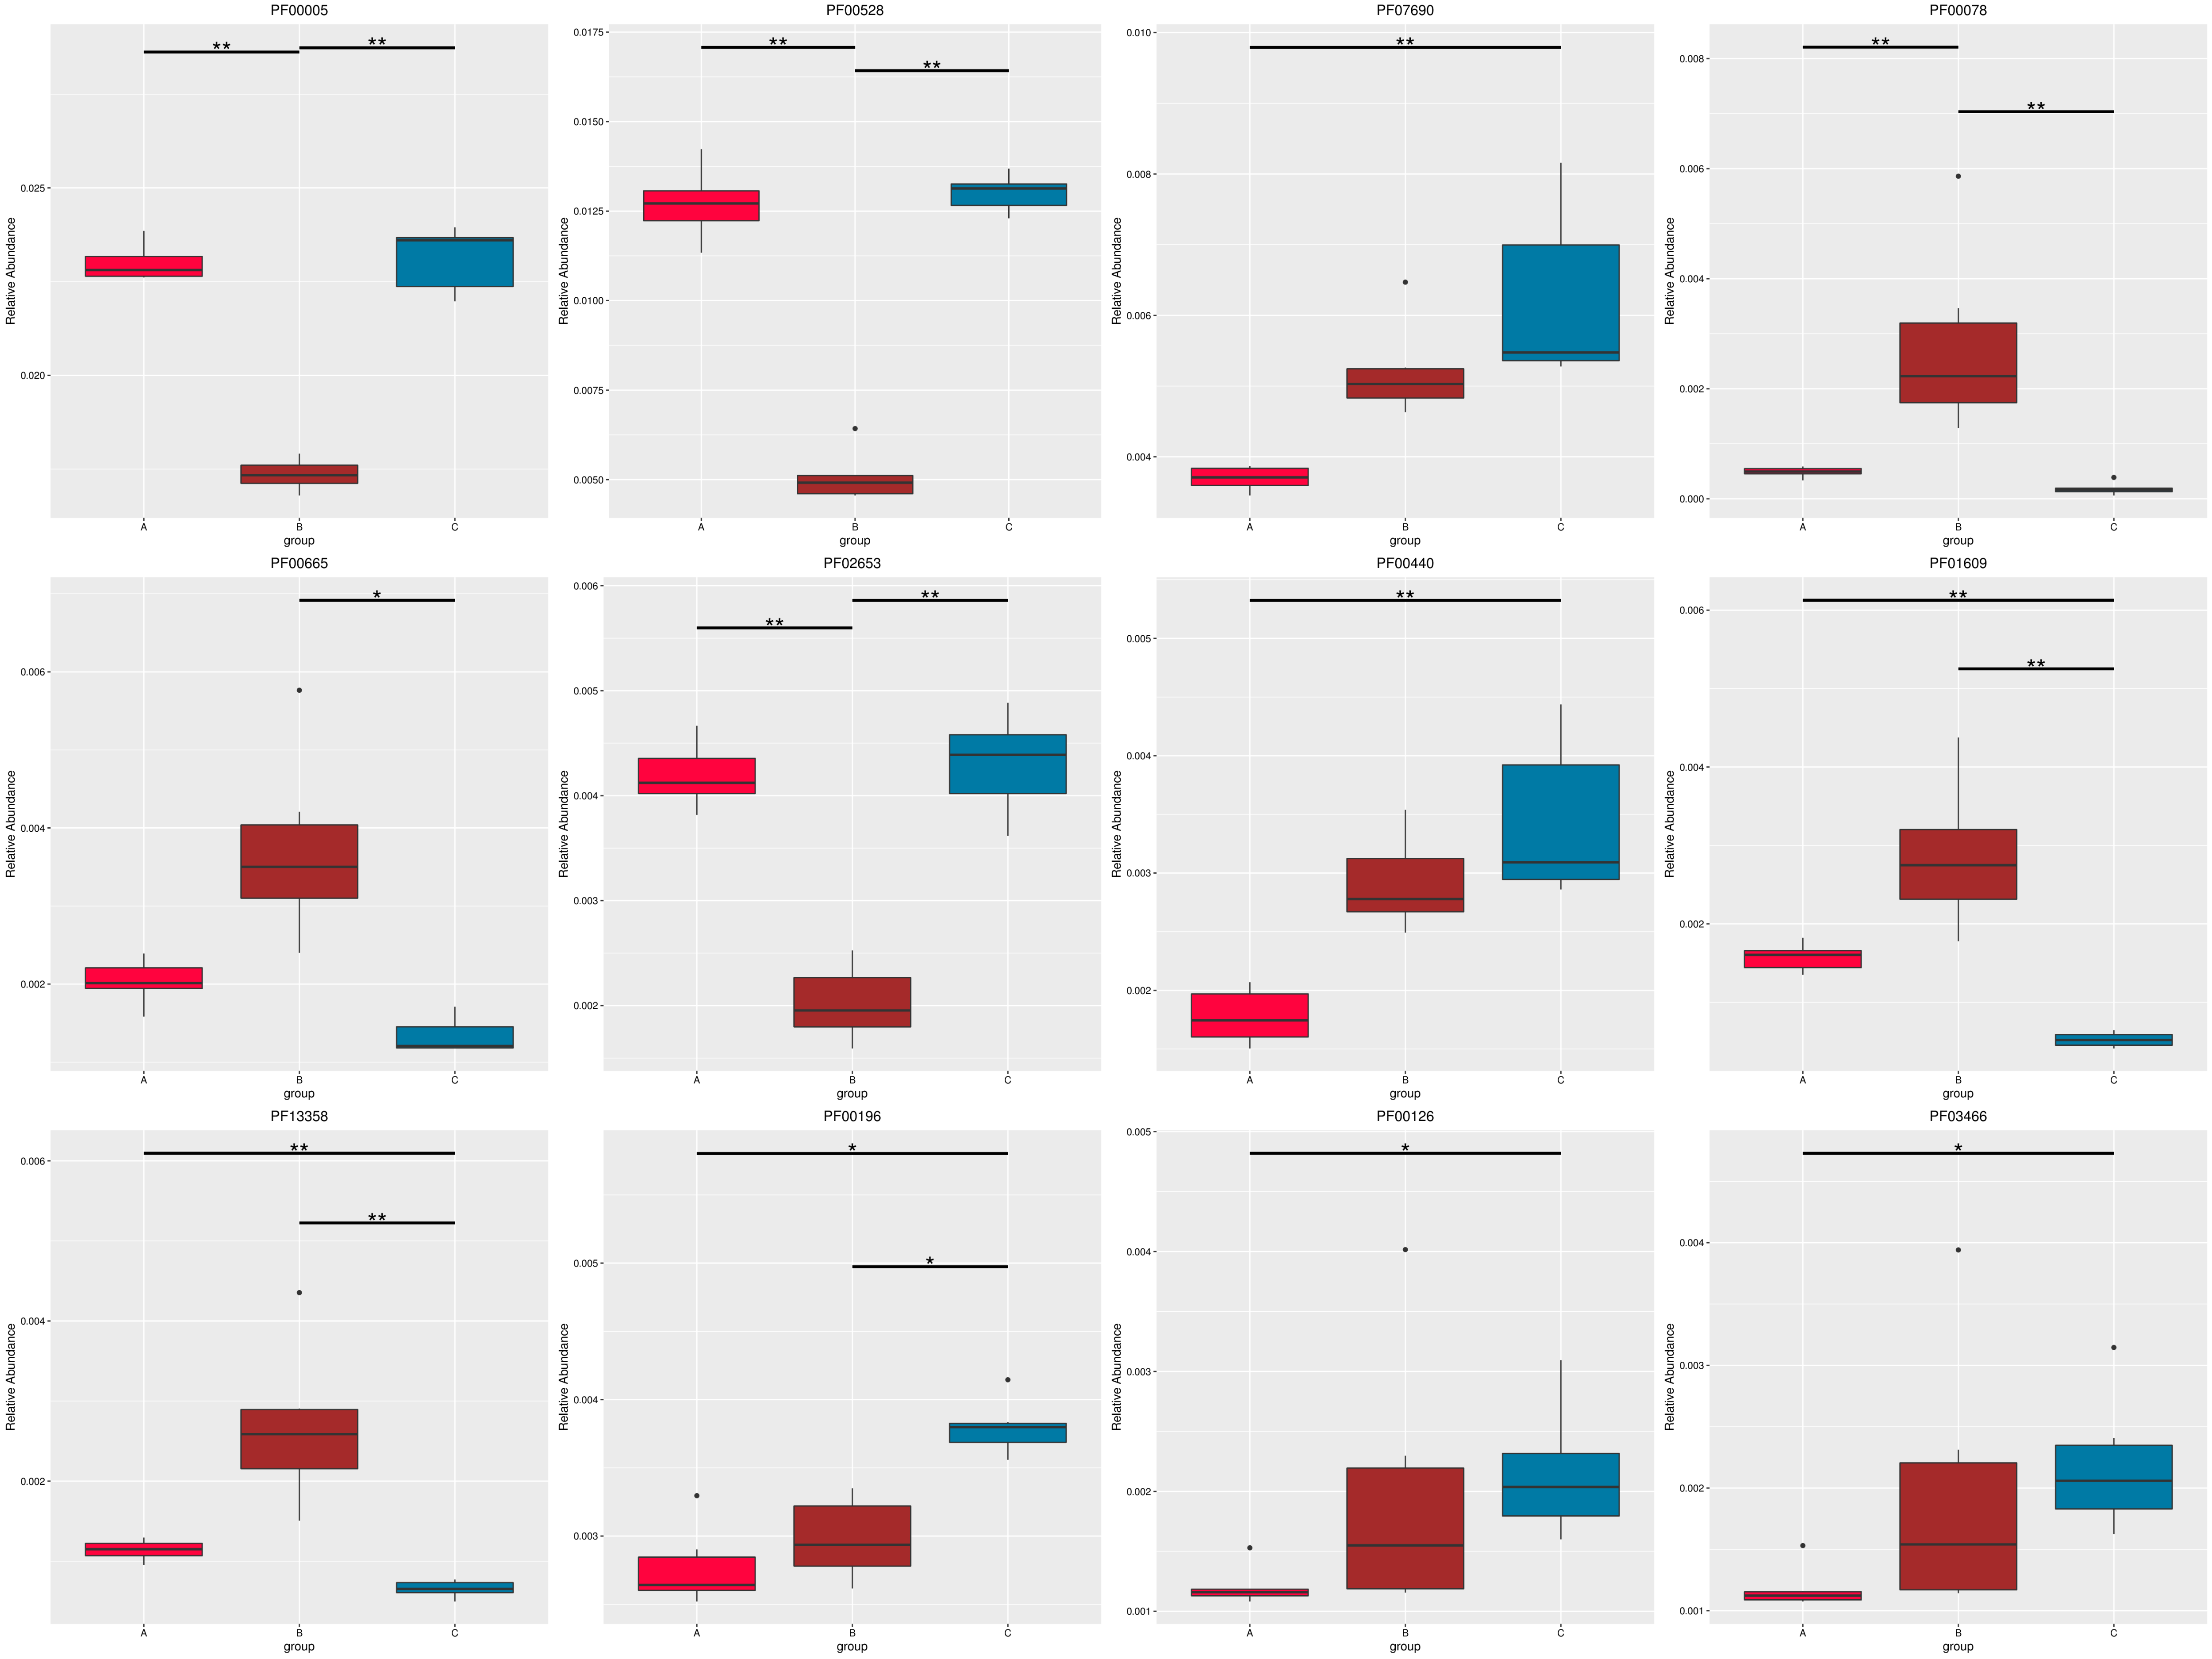 PF00005
**
**
0.025
0.020
Relative Abundance
A
B
C
group
PF00528
**
**
0.0175
0.0150
0.0125
0.0100
0.0075
0.0050
Relative Abundance
A
B
C
group
PF07690
**
0.010
0.008
0.006
0.004
Relative Abundance
A
B
C
group
PF00078
**
**
0.008
0.006
0.004
0.002
0.000
Relative Abundance
A
B
C
group
PF00665
*
0.006
0.004
0.002
Relative Abundance
A
B
C
group
PF02653
**
**
0.006
0.005
0.004
0.003
0.002
Relative Abundance
A
B
C
group
PF00440
**
0.005
0.004
0.003
0.002
Relative Abundance
A
B
C
group
PF01609
**
**
0.006
0.004
0.002
Relative Abundance
A
B
C
group
PF13358
**
**
0.006
0.004
0.002
Relative Abundance
A
B
C
group
PF00196
*
*
0.005
0.004
0.003
Relative Abundance
A
B
C
group
PF00126
*
0.005
0.004
0.003
0.002
0.001
Relative Abundance
A
B
C
group
PF03466
*
0.004
0.003
0.002
0.001
Relative Abundance
A
B
C
group